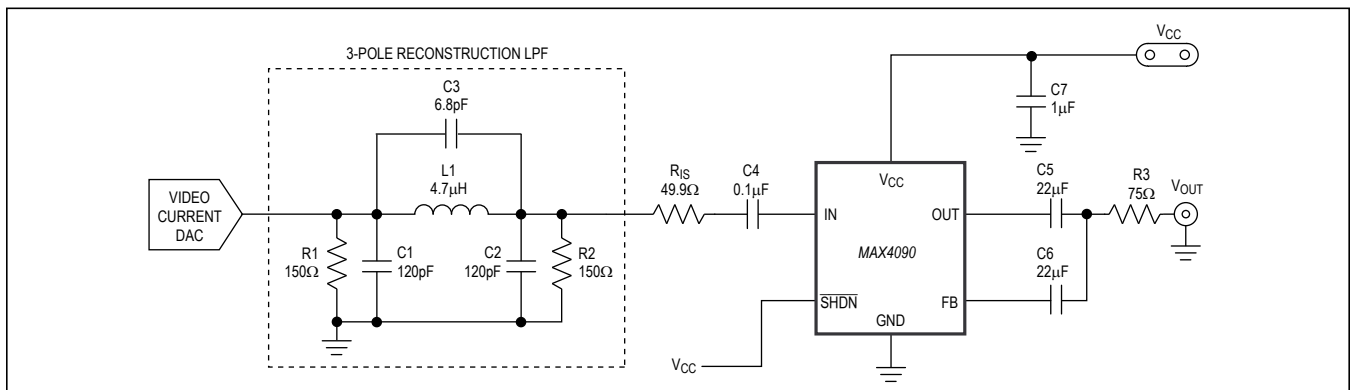 3-POLE RECONSTRUCTION LPF
C3
6.8pF
L1
4.7µH
VIDEO
CURRENT
DAC
R1
150Ω
C1
120pF
C2
120pF
R2
150Ω
RIS
49.9Ω
C4
0.1µF
VCC
C7
1µF
VCC
IN
OUT
MAX4090
SHDN
FB
GND
VCC
C5
22µF
C6
22µF
R3
75Ω
VOUT